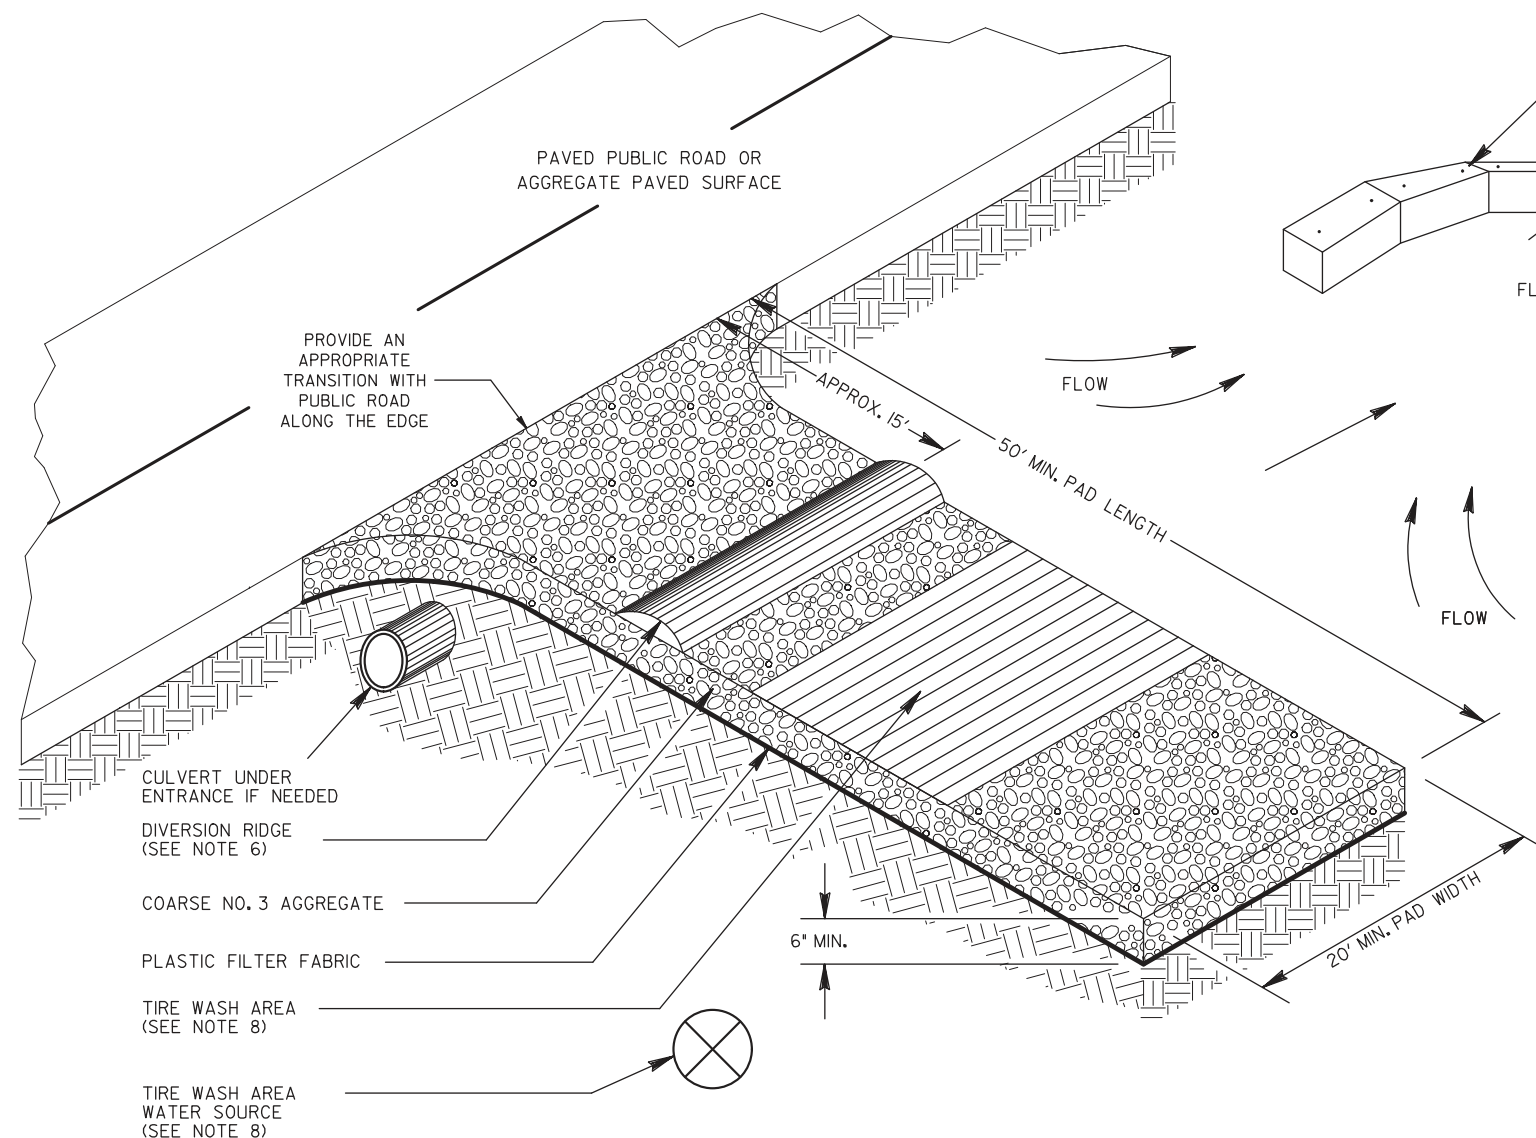 PAVED PUBLIC ROAD OR
AGGREGATE PAVED SURFACE
PROVIDE AN
APPROPRIATE
TRANSITION WITH
PUBLIC ROAD
ALONG THE EDGE
APPROX. 15'
50' MIN. PAD LENGTH
FLOW
FL
FLOW
CULVERT UNDER
ENTRANCE IF NEEDED
DIVERSION RIDGE
(SEE NOTE 6)
COARSE NO. 3 AGGREGATE
PLASTIC FILTER FABRIC
TIRE WASH AREA
(SEE NOTE 8)
TIRE WASH AREA
WATER SOURCE
(SEE NOTE 8)
6" MIN.
20' MIN. PAD WIDTH